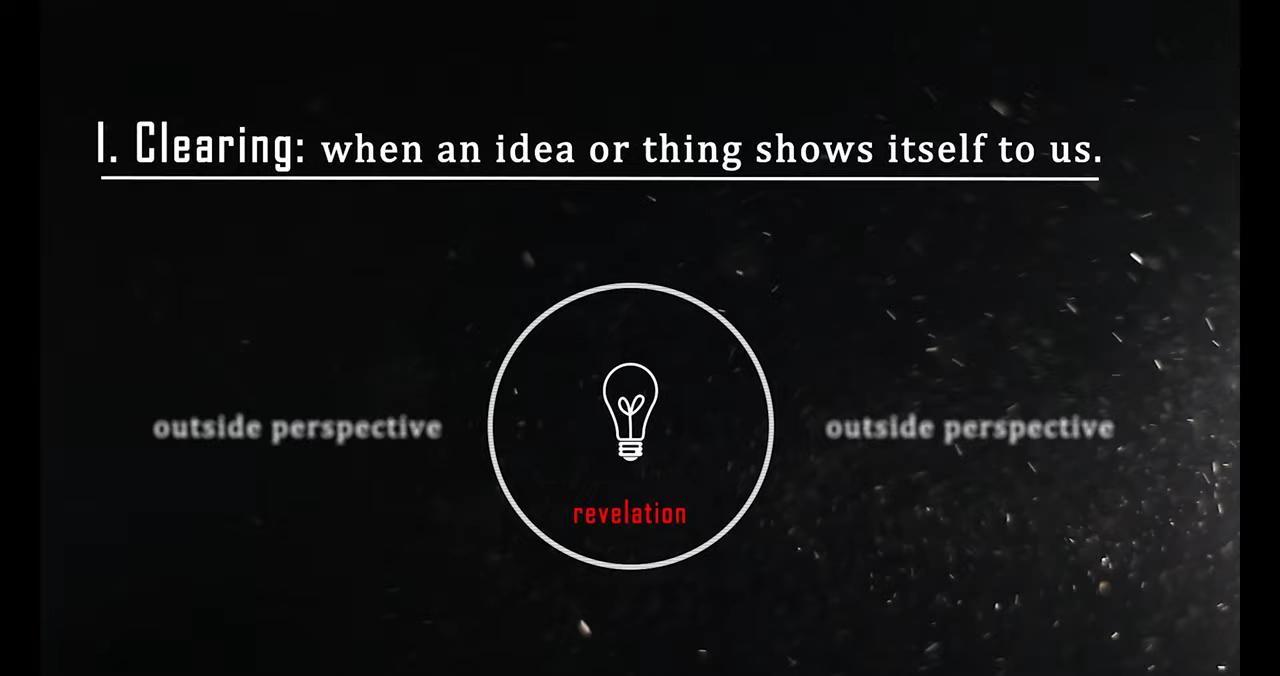 I. Clearing: when an idea or thing shows itself to us.
outside perspective
outside perspective
revelation